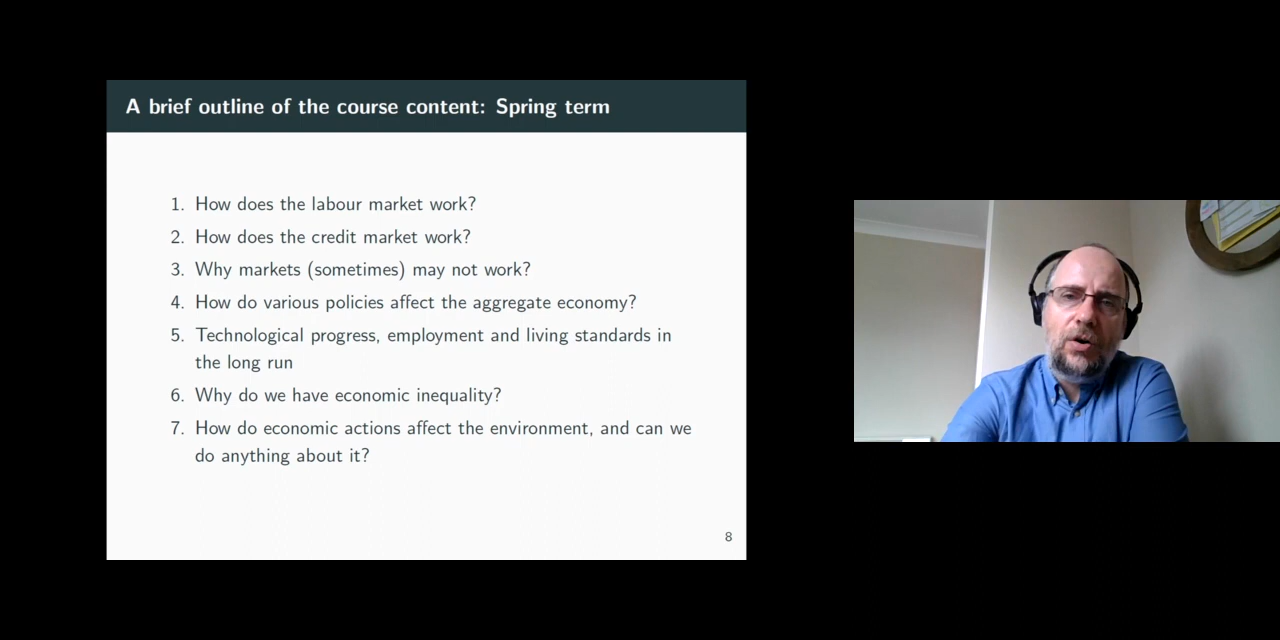 A brief outline of the course content: Spring term
1. How does the labour market work?
2. How does the credit market work?
3. Why markets (sometimes) may not work?
4. How do various policies affect the aggregate economy?
5. Technological progress, employment and living standards in
the long run
6. Why do we have economic inequality?
7. How do economic actions affect the environment, and can we
do anything about it?
8